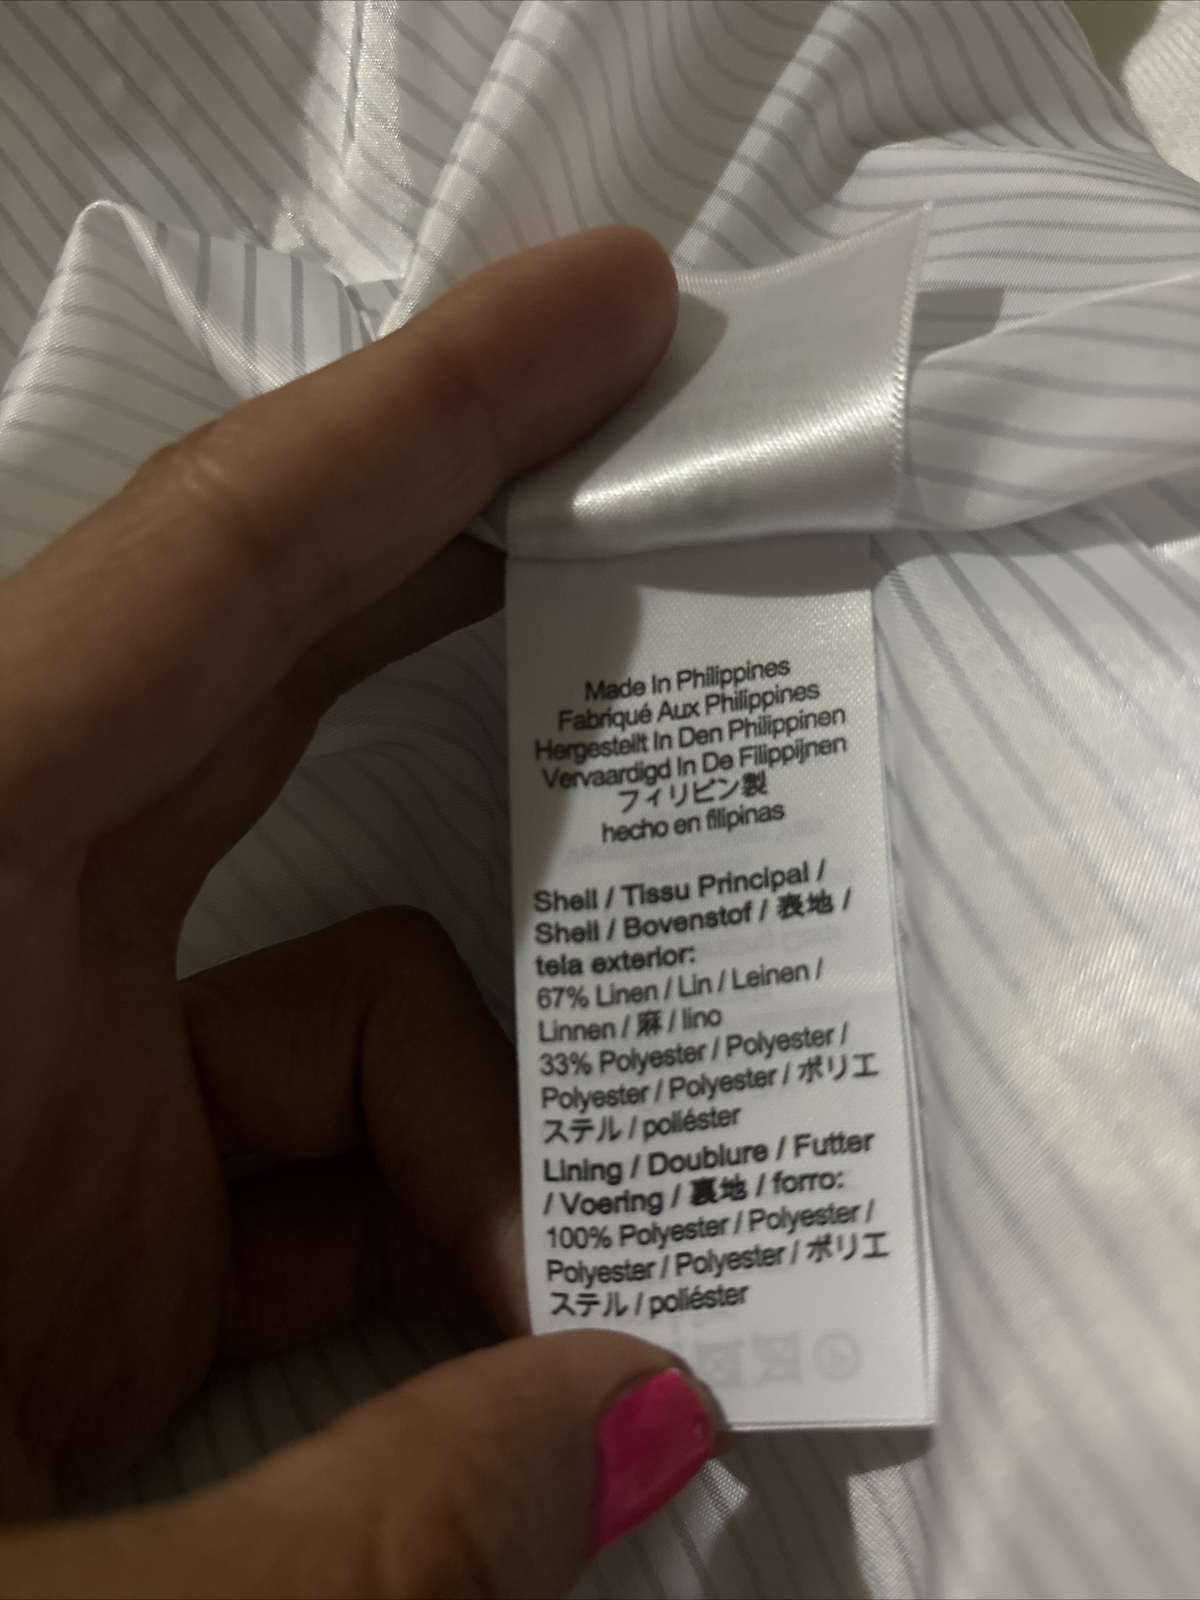 Made In Philippines
Fabriqué Aux Philippines
Hergestellt In Den Philippinen
Vervaardigd In De Filippijnen
フィリピン製
hecho en filipinas
Shell / Tissu Principal /
Shell / Bovenstof / 表地 /
tela exterior:
67% Linen / Lin / Leinen /
Linnen / 麻 / lino
33% Polyester / Polyester /
Polyester / Polyester / ポリエ
ステル / poliéster
Lining / Doublure / Futter
/ Voering / 裏地 / forro:
100% Polyester / Polyester /
Polyester / Polyester / ポリエ
ステル / poliéster